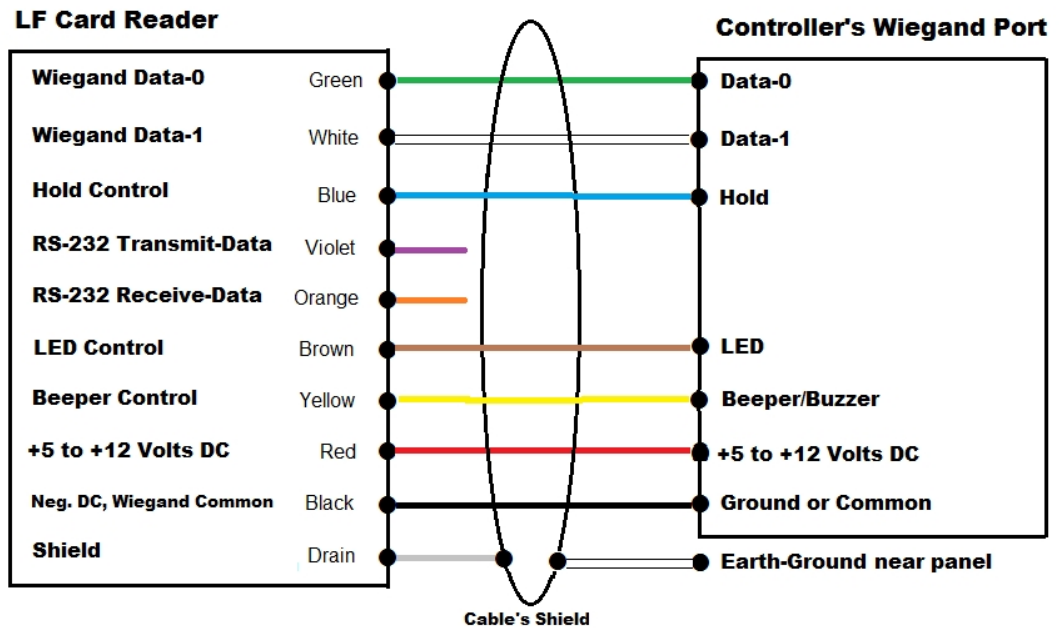 LF Card Reader
Controller's Wiegand Port
Wiegand Data-0 Green Data-0
Wiegand Data-1 White Data-1
Hold Control Blue Hold
RS-232 Transmit-Data Violet
RS-232 Receive-Data Orange
LED Control Brown LED
Beeper Control Yellow Beeper/Buzzer
+5 to +12 Volts DC Red +5 to +12 Volts DC
Neg. DC, Wiegand Common Black Ground or Common
Shield Drain Earth-Ground near panel
Cable's Shield